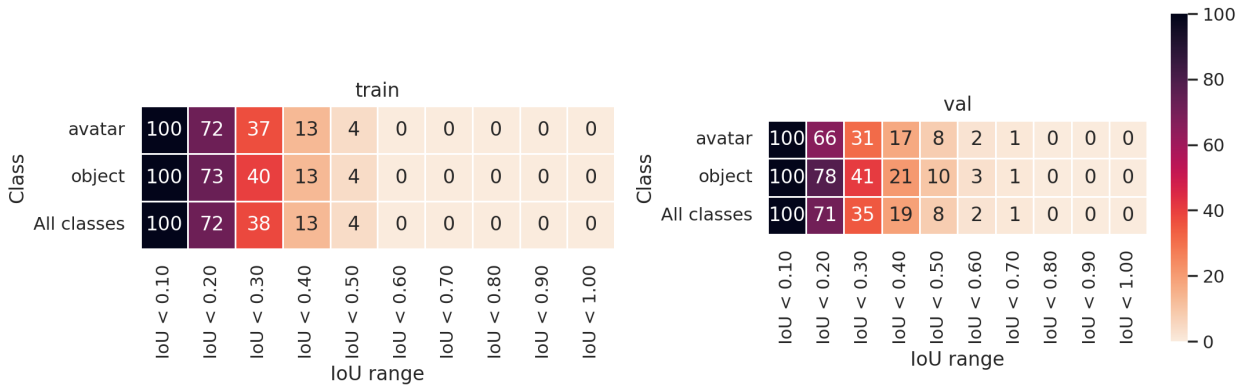 train
Class
avatar 100 72 37 13 4 0 0 0 0 0
object 100 73 40 13 4 0 0 0 0 0
All classes 100 72 38 13 4 0 0 0 0 0
IoU < 0.10
IoU < 0.20
IoU < 0.30
IoU < 0.40
IoU < 0.50
IoU < 0.60
IoU < 0.70
IoU < 0.80
IoU < 0.90
IoU < 1.00
IoU range
val
Class
avatar 100 66 31 17 8 2 1 0 0 0
object 100 78 41 21 10 3 1 0 0 0
All classes 100 71 35 19 8 2 1 0 0 0
IoU < 0.10
IoU < 0.20
IoU < 0.30
IoU < 0.40
IoU < 0.50
IoU < 0.60
IoU < 0.70
IoU < 0.80
IoU < 0.90
IoU < 1.00
IoU range
100
80
60
40
20
0